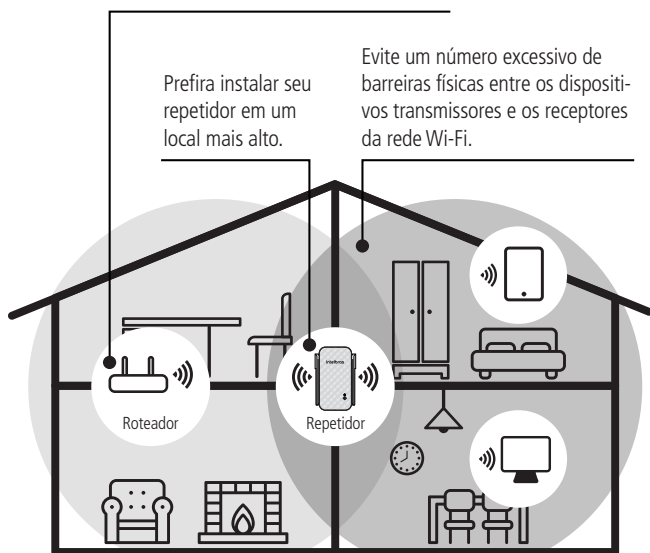 Prefira instalar seu
repetidor em um
local mais alto.
Evite um número excessivo de
barreiras físicas entre os dispositi-
vos transmissores e os receptores
da rede Wi-Fi.
intelbras
Roteador
Repetidor